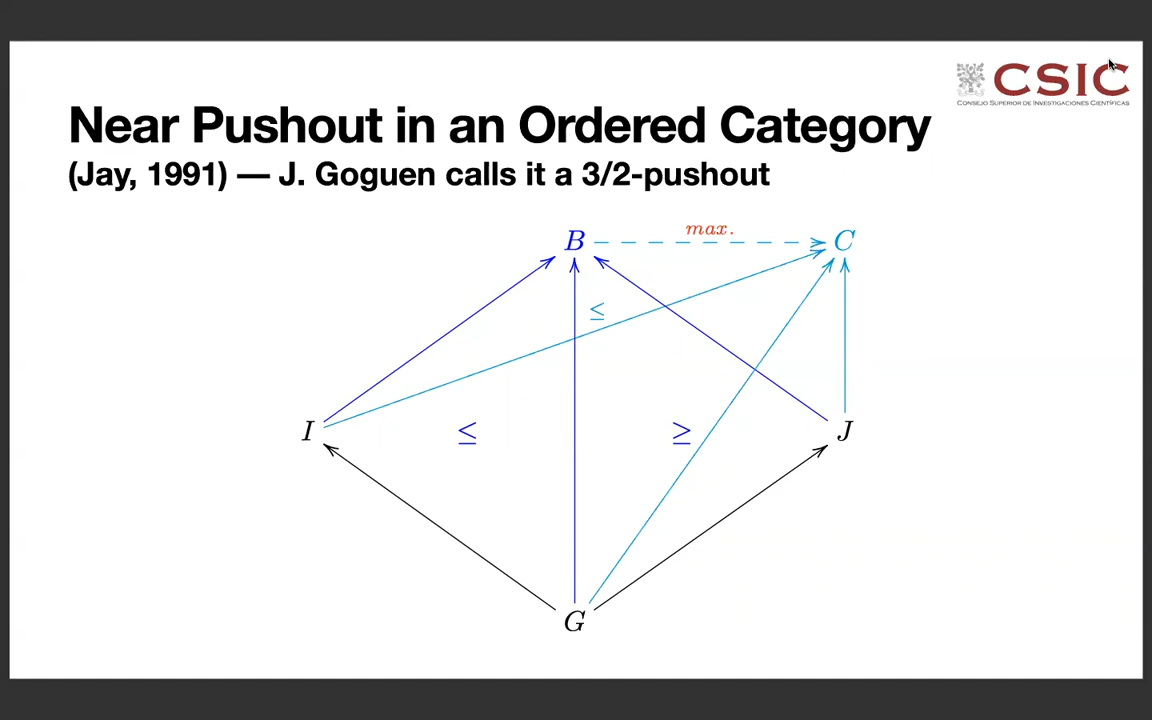 CSIC
CONSEJO SUPERIOR DE INVESTIGACIONES CIENTÍFICAS
Near Pushout in an Ordered Category
(Jay, 1991) — J. Goguen calls it a 3/2-pushout
B max. C
≤
I ≤ ≥ J
G